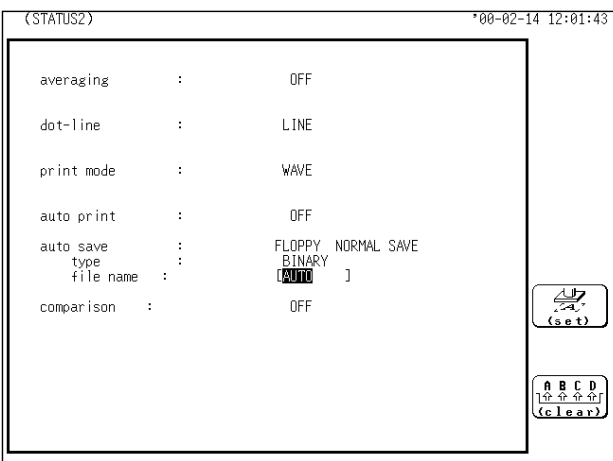 (STATUS2) '00-02-14 12:01:43
averaging : OFF
dot-line : LINE
print mode : WAVE
auto print : OFF
auto save : FLOPPY NORMAL SAVE
type : BINARY
file name : [AUTO ]
comparison : OFF
(set)
A B C D
(clear)